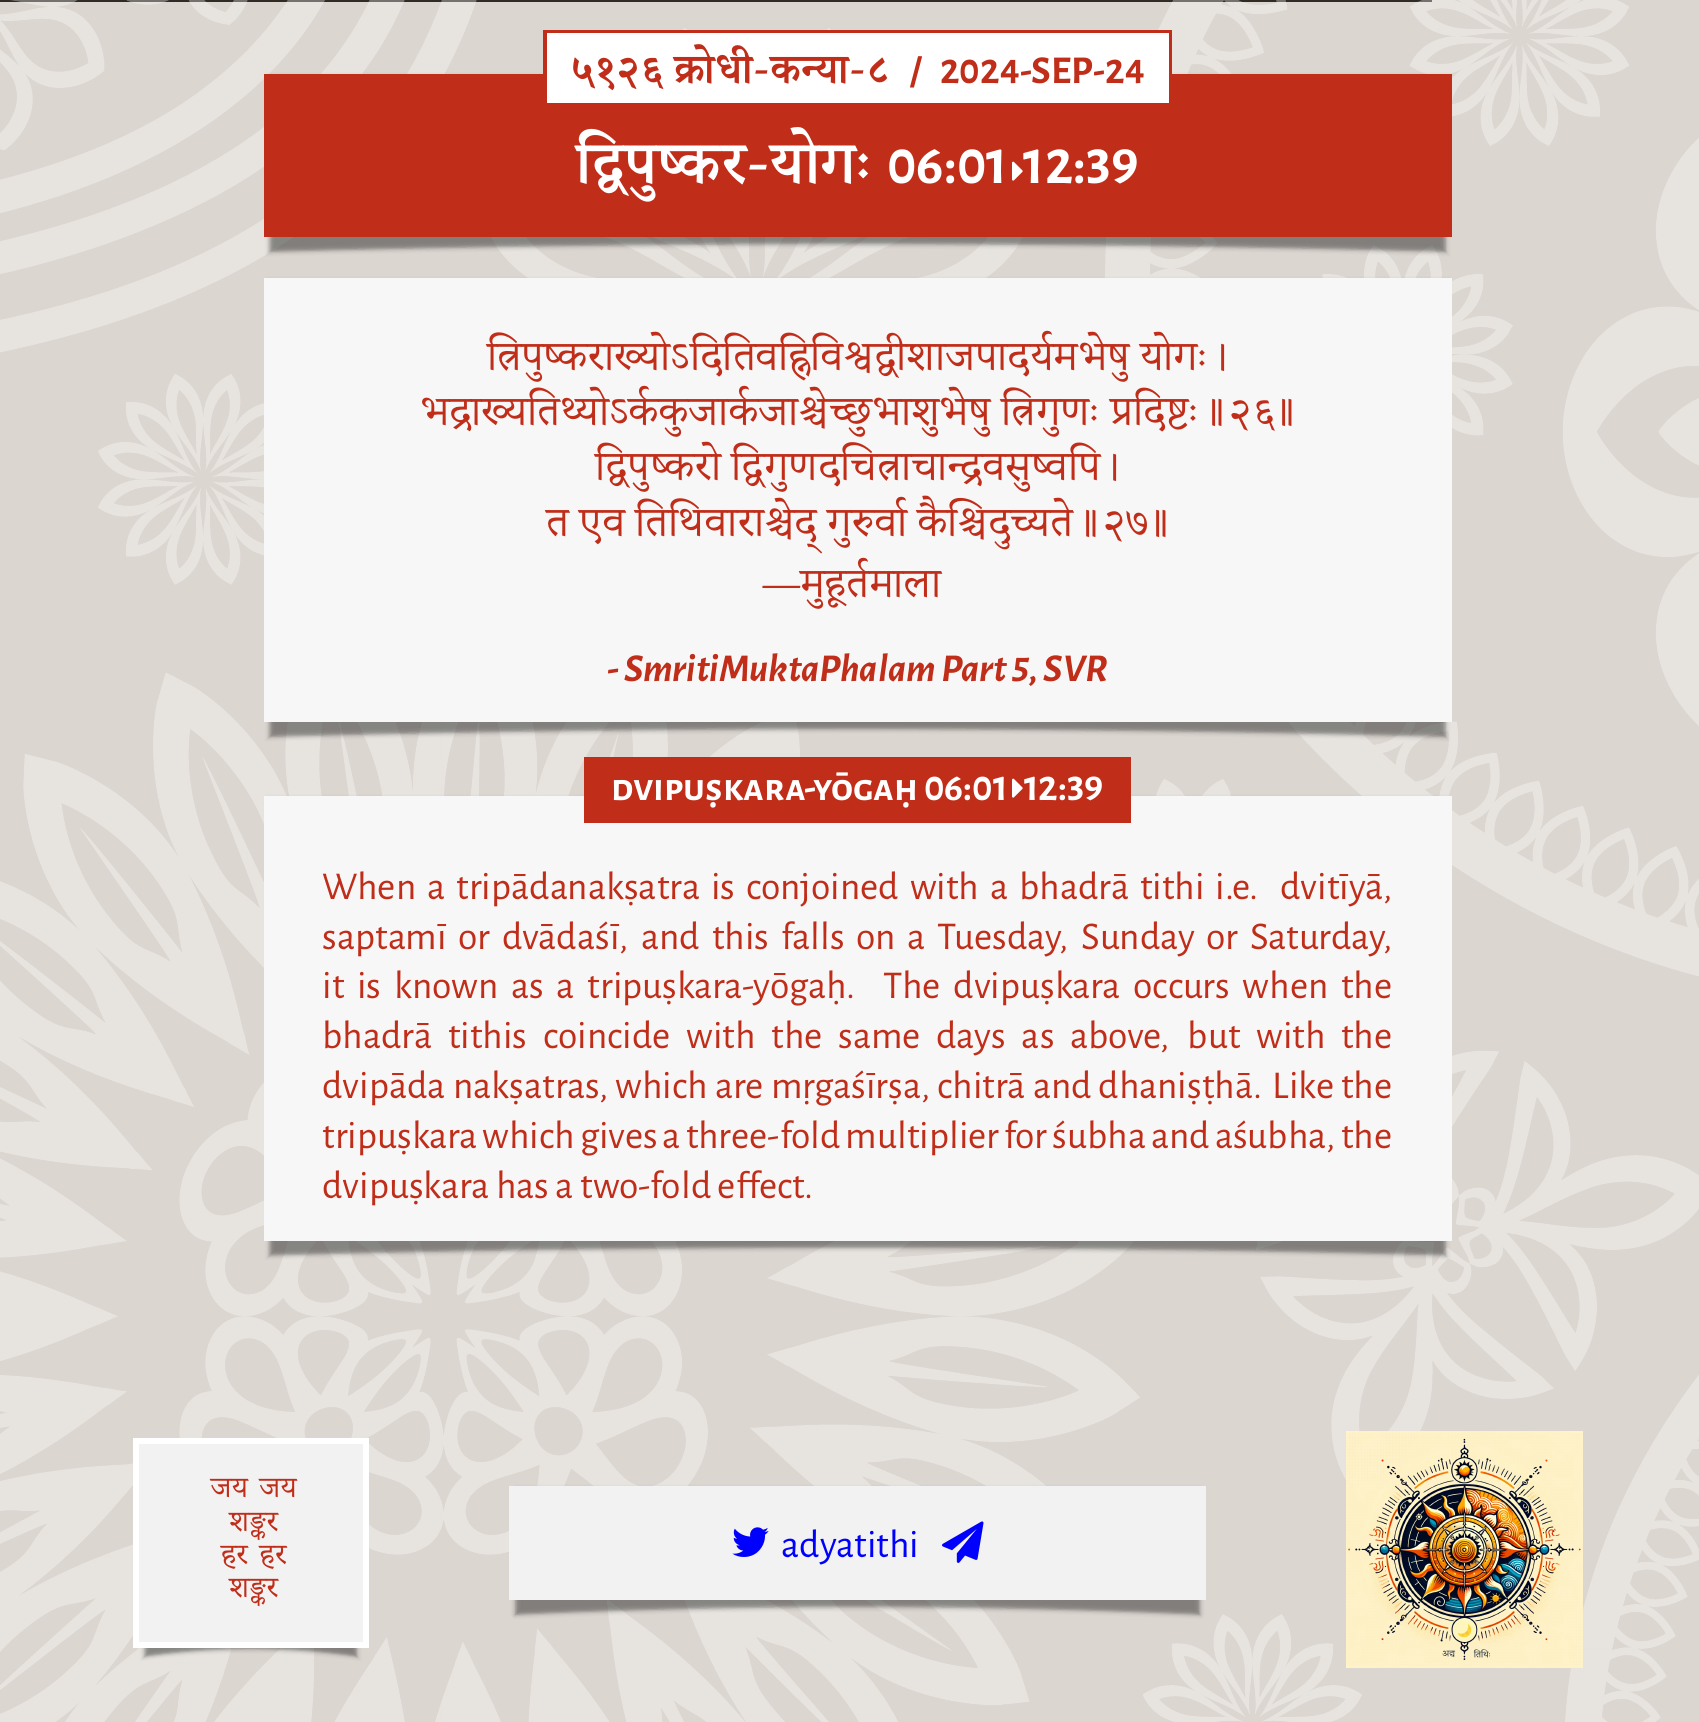 ५१२६ क्रोधी-कन्या-८ / 2024-SEP-24
द्विपुष्कर-योगः 06:01▸12:39
त्रिपुष्कराख्योऽदितिवह्निविश्वद्वीशाजपादर्यमभेषु योगः।
भद्राख्यतिथ्योऽर्ककुजार्कजाश्चेच्छुभाशुभेषु त्रिगुणः प्रदिष्टः॥२६॥
द्विपुष्करो द्विगुणदचित्राचान्द्रवसुष्वपि।
त एव तिथिवाराश्चेद् गुरुर्वा कैश्चिदुच्यते॥२७॥
—मुहूर्तमाला
- SmritiMuktaPhalam Part 5, SVR
DVIPUṢKARA-YŌGAḤ 06:01▸12:39
When a tripādanakṣatra is conjoined with a bhadrā tithi i.e. dvitīyā,
saptamī or dvādaśī, and this falls on a Tuesday, Sunday or Saturday,
it is known as a tripuṣkara-yōgaḥ. The dvipuṣkara occurs when the
bhadrā tithis coincide with the same days as above, but with the
dvipāda nakṣatras, which are mṛgaśīrṣa, chitrā and dhaniṣṭhā. Like the
tripuṣkara which gives a three-fold multiplier for śubha and aśubha, the
dvipuṣkara has a two-fold effect.
जय जय
शङ्कर
हर हर
शङ्कर
adyatithi
अद्य तिथिः